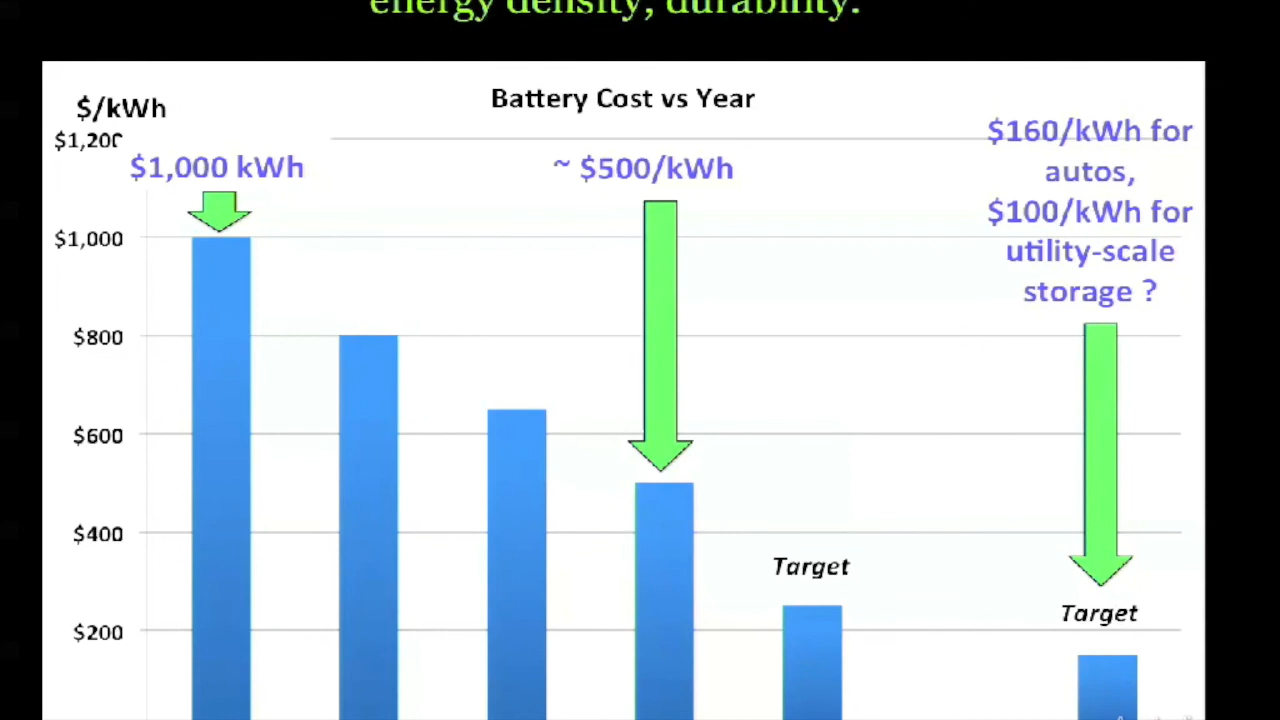 energy density, durability.
Battery Cost vs Year
$/kWh
$1,200
$1,000 kWh
~ $500/kWh
$160/kWh for
autos,
$100/kWh for
utility-scale
storage ?
$1,000
$800
$600
$400
$200
Target
Target